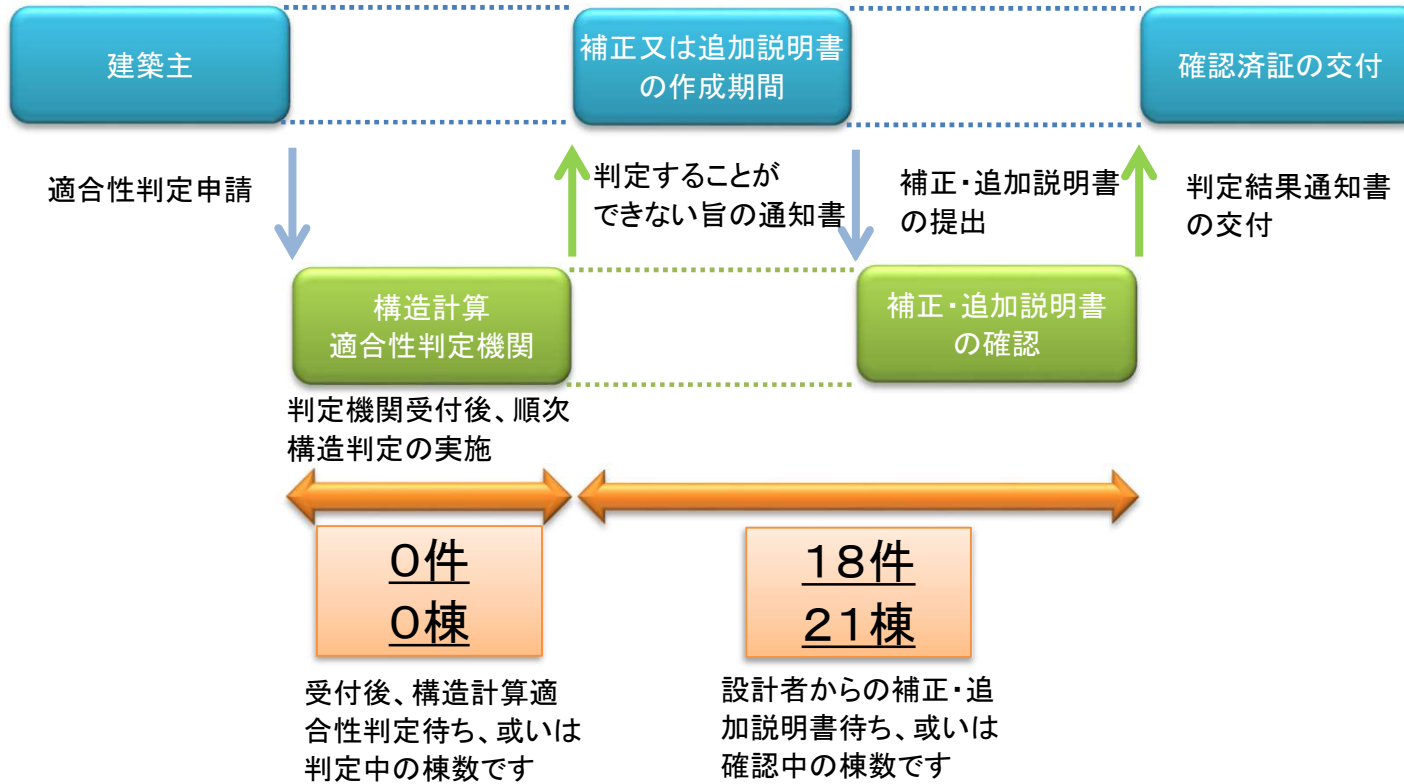 建築主
補正又は追加説明書
の作成期間
確認済証の交付
適合性判定申請
判定することが
できない旨の通知書
補正・追加説明書
の提出
判定結果通知書
の交付
構造計算
適合性判定機関
補正・追加説明書
の確認
判定機関受付後、順次
構造判定の実施
０件
０棟
１８件
２１棟
受付後、構造計算適
合性判定待ち、或いは
判定中の棟数です
設計者からの補正・追
加説明書待ち、或いは
確認中の棟数です